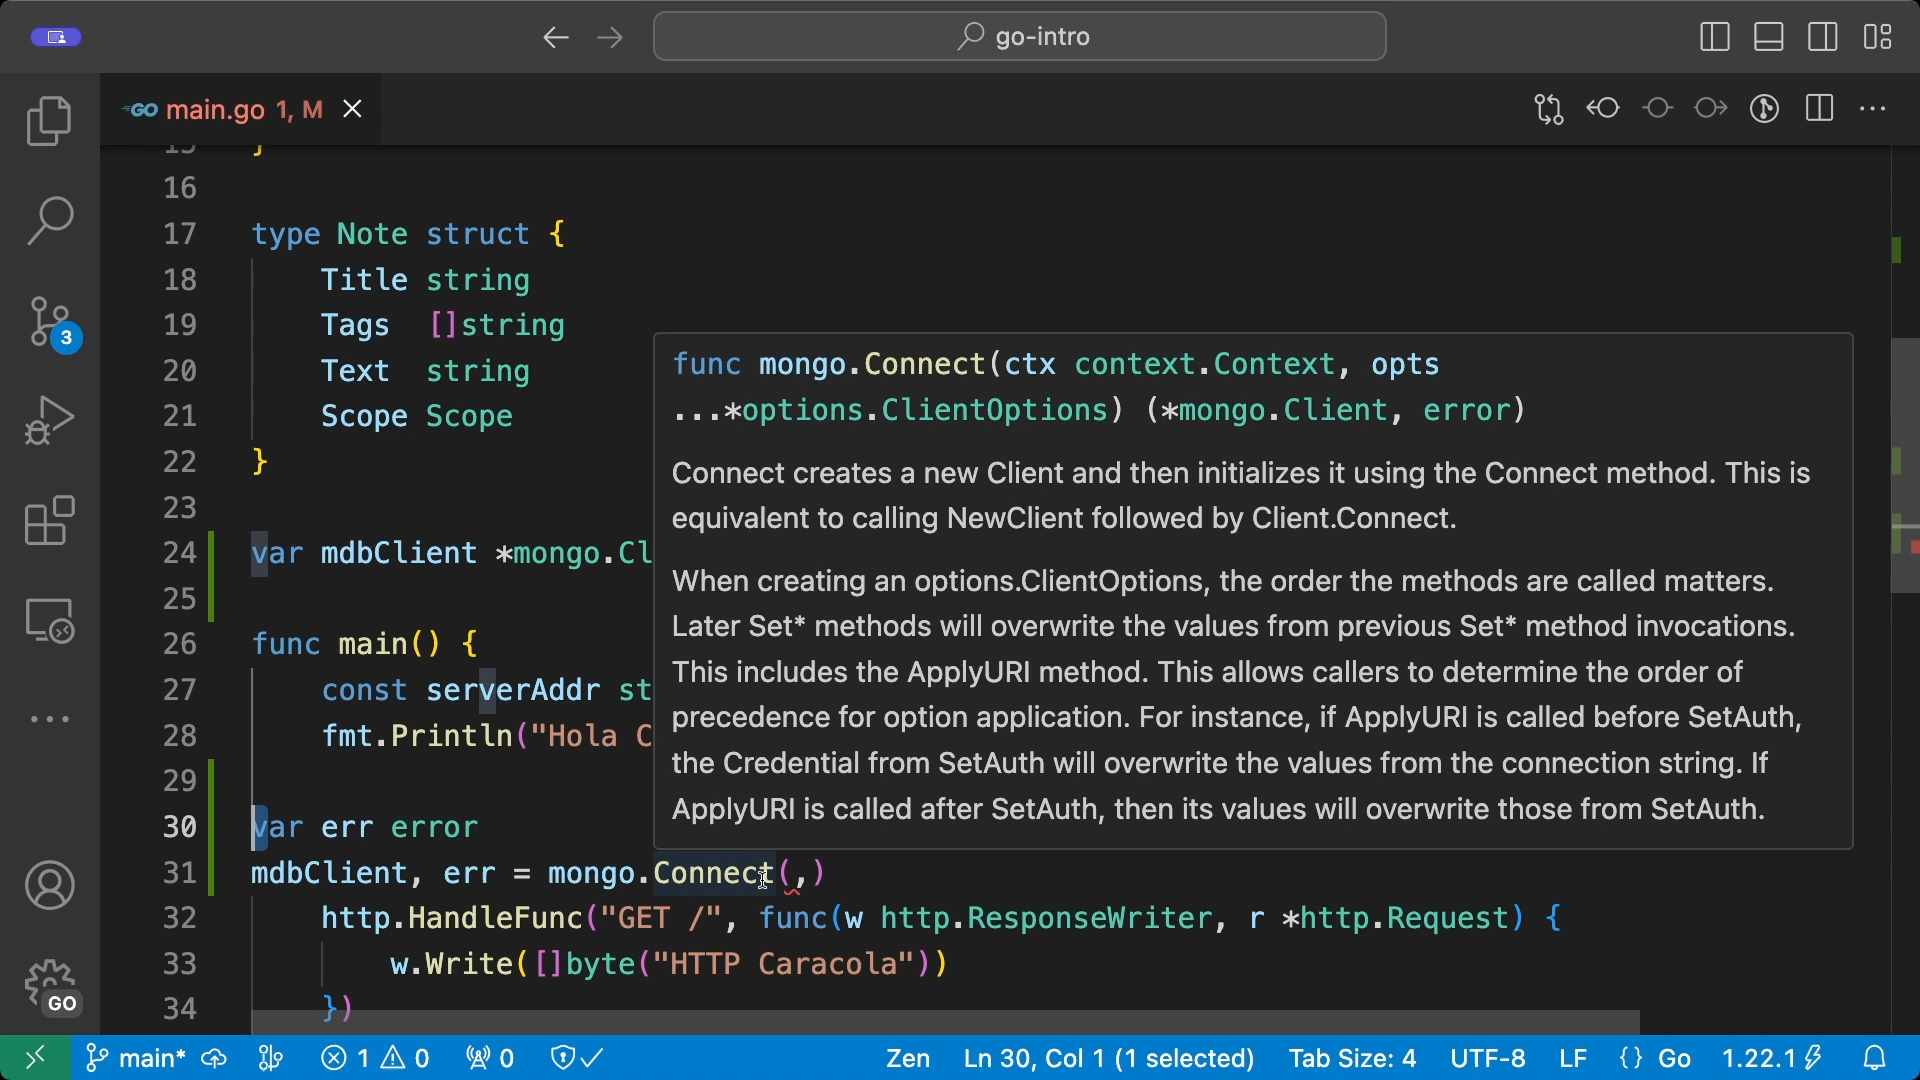 go-intro
GO main.go 1, M
15 }
16
17 type Note struct {
18 Title string
19 Tags []string
20 Text string
21 Scope Scope
22 }
23
24 var mdbClient *mongo.Cl
25
26 func main() {
27 const serverAddr st
28 fmt.Println("Hola C
29
30 var err error
31 mdbClient, err = mongo.Connect(,)
32 http.HandleFunc("GET /", func(w http.ResponseWriter, r *http.Request) {
33 w.Write([]byte("HTTP Caracola"))
34 })
func mongo.Connect(ctx context.Context, opts
...*options.ClientOptions) (*mongo.Client, error)
Connect creates a new Client and then initializes it using the Connect method. This is
equivalent to calling NewClient followed by Client.Connect.
When creating an options.ClientOptions, the order the methods are called matters.
Later Set* methods will overwrite the values from previous Set* method invocations.
This includes the ApplyURI method. This allows callers to determine the order of
precedence for option application. For instance, if ApplyURI is called before SetAuth,
the Credential from SetAuth will overwrite the values from the connection string. If
ApplyURI is called after SetAuth, then its values will overwrite those from SetAuth.
3
GO
main* 1 0 0 Zen Ln 30, Col 1 (1 selected) Tab Size: 4 UTF-8 LF {} Go 1.22.1